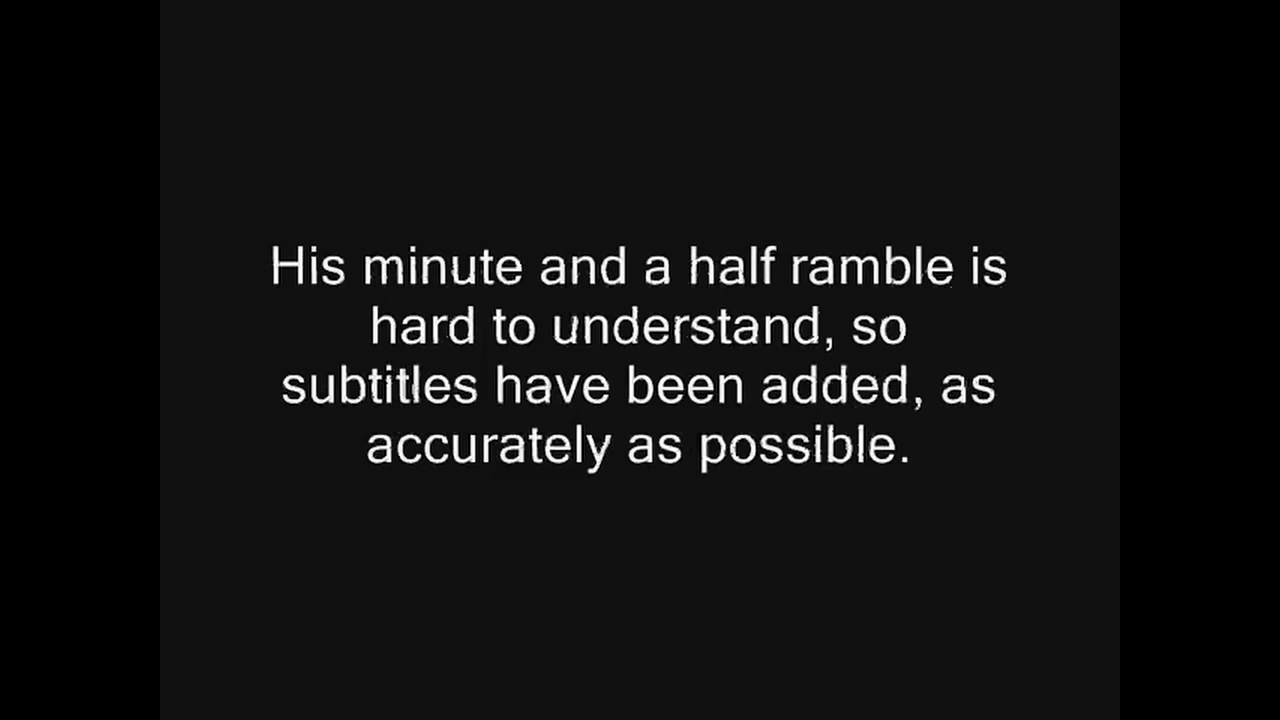 His minute and a half ramble is
hard to understand, so
subtitles have been added, as
accurately as possible.